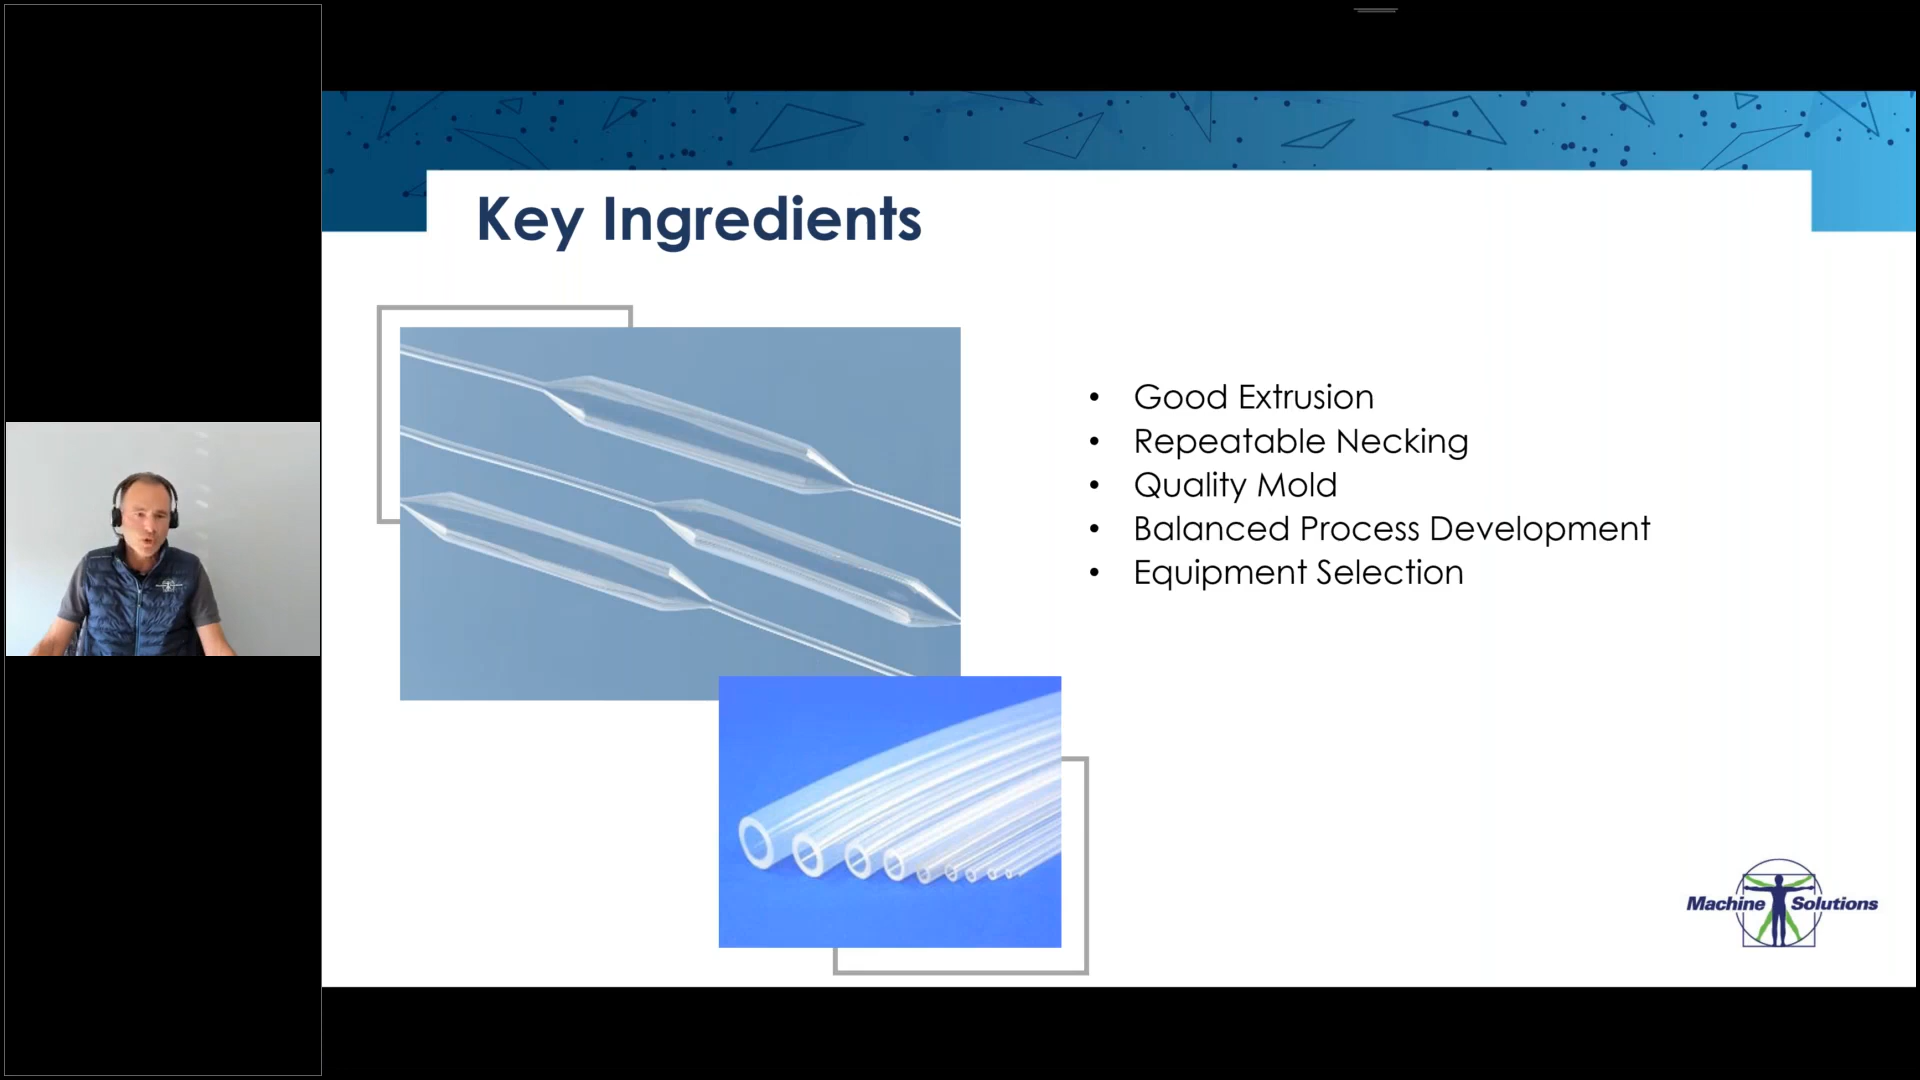 Key Ingredients
• Good Extrusion
• Repeatable Necking
• Quality Mold
• Balanced Process Development
• Equipment Selection
Machine Solutions